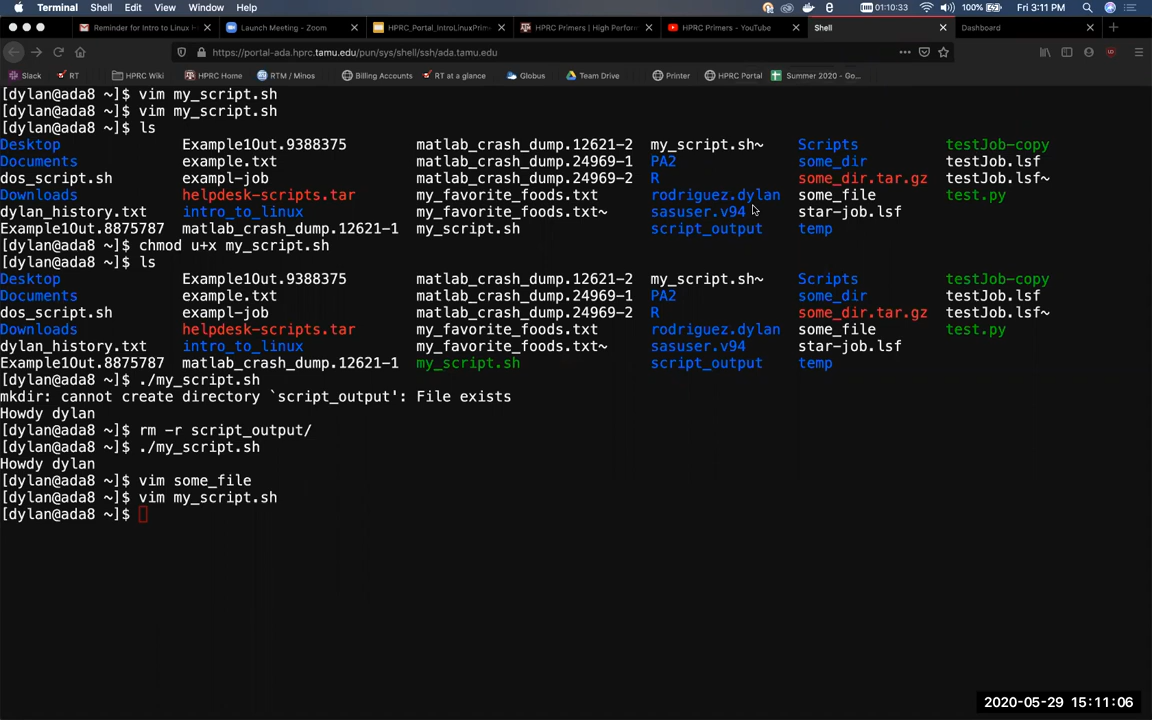 Terminal Shell Edit View Window Help 01:10:33 100% Fri 3:11 PM
Reminder for Intro to Linux H × Launch Meeting - Zoom × HPRC_Portal_IntroLinuxPrime × HPRC Primers | High Perform × HPRC Primers - YouTube × Shell × Dashboard ×
https://portal-ada.hprc.tamu.edu/pun/sys/shell/ssh/ada.tamu.edu
Slack RT HPRC Wiki HPRC Home RTM / Minos Billing Accounts RT at a glance Globus Team Drive Printer HPRC Portal Summer 2020 - Go...
[dylan@ada8 ~]$ vim my_script.sh
[dylan@ada8 ~]$ vim my_script.sh
[dylan@ada8 ~]$ ls
Desktop Example1Out.9388375 matlab_crash_dump.12621-2 my_script.sh~ Scripts testJob-copy
Documents example.txt matlab_crash_dump.24969-1 PA2 some_dir testJob.lsf
dos_script.sh exampl-job matlab_crash_dump.24969-2 R some_dir.tar.gz testJob.lsf~
Downloads helpdesk-scripts.tar my_favorite_foods.txt rodriguez.dylan some_file test.py
dylan_history.txt intro_to_linux my_favorite_foods.txt~ sasuser.v94 star-job.lsf
Example1Out.8875787 matlab_crash_dump.12621-1 my_script.sh script_output temp
[dylan@ada8 ~]$ chmod u+x my_script.sh
[dylan@ada8 ~]$ ls
Desktop Example1Out.9388375 matlab_crash_dump.12621-2 my_script.sh~ Scripts testJob-copy
Documents example.txt matlab_crash_dump.24969-1 PA2 some_dir testJob.lsf
dos_script.sh exampl-job matlab_crash_dump.24969-2 R some_dir.tar.gz testJob.lsf~
Downloads helpdesk-scripts.tar my_favorite_foods.txt rodriguez.dylan some_file test.py
dylan_history.txt intro_to_linux my_favorite_foods.txt~ sasuser.v94 star-job.lsf
Example1Out.8875787 matlab_crash_dump.12621-1 my_script.sh script_output temp
[dylan@ada8 ~]$ ./my_script.sh
mkdir: cannot create directory `script_output': File exists
Howdy dylan
[dylan@ada8 ~]$ rm -r script_output/
[dylan@ada8 ~]$ ./my_script.sh
Howdy dylan
[dylan@ada8 ~]$ vim some_file
[dylan@ada8 ~]$ vim my_script.sh
[dylan@ada8 ~]$
2020-05-29 15:11:06